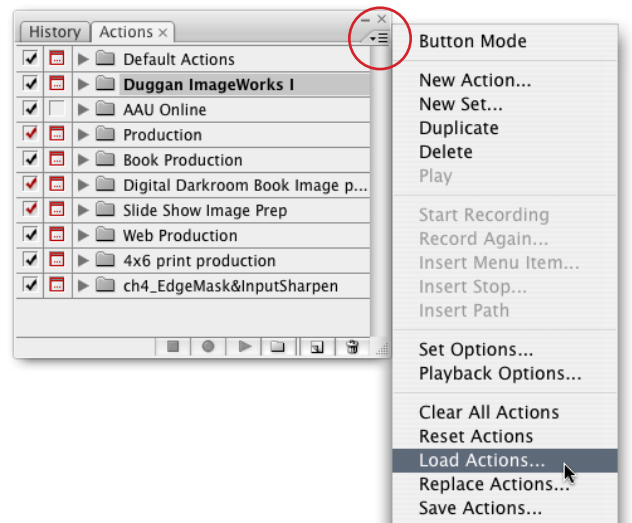 History
Actions ×
Default Actions
Duggan ImageWorks I
AAU Online
Production
Book Production
Digital Darkroom Book Image p...
Slide Show Image Prep
Web Production
4x6 print production
ch4_EdgeMask&InputSharpen
Button Mode
New Action...
New Set...
Duplicate
Delete
Play
Start Recording
Record Again...
Insert Menu Item...
Insert Stop...
Insert Path
Set Options...
Playback Options...
Clear All Actions
Reset Actions
Load Actions...
Replace Actions...
Save Actions...